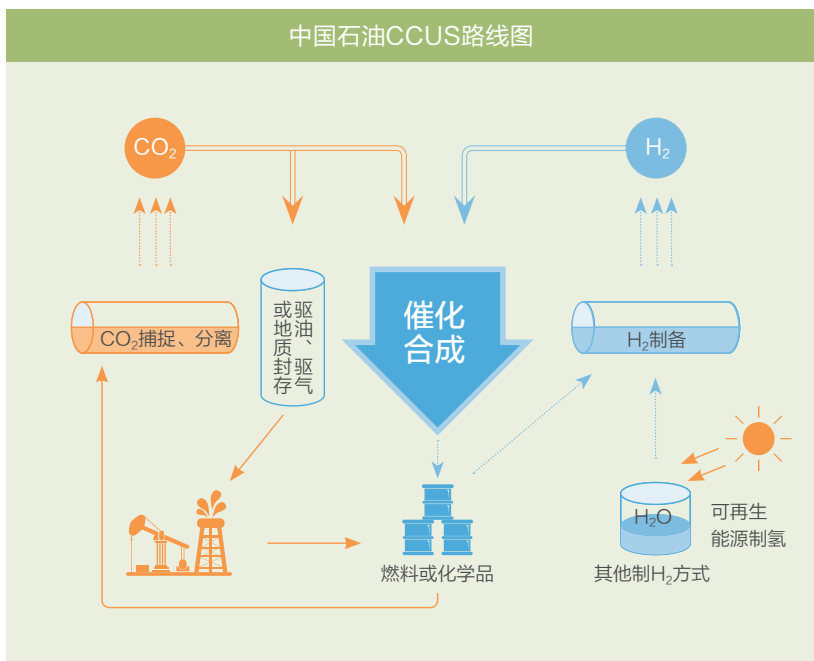 中国石油CCUS路线图
CO₂
H₂
CO₂捕捉、分离
驱油、驱气
或地质封存
催化
合成
H₂制备
H₂O
可再生
能源制氢
燃料或化学品
其他制H₂方式